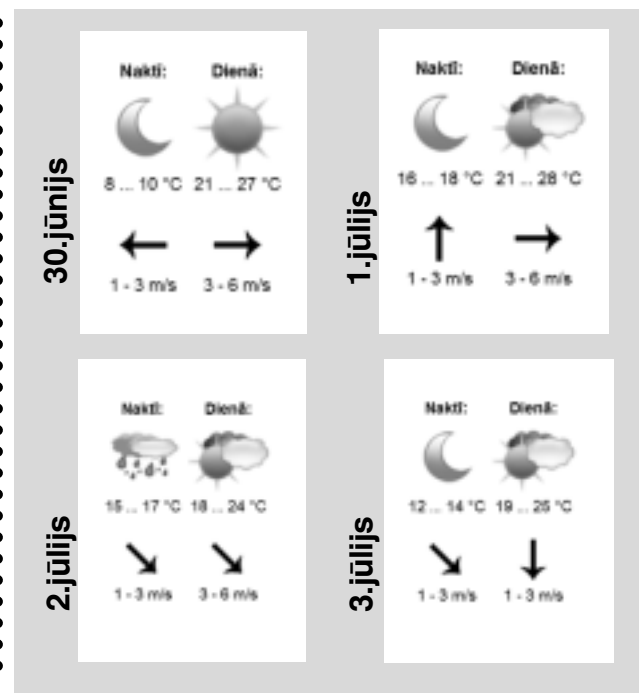 30.jūnijs
Naktī: Dienā:
8 ... 10 °C 21 ... 27 °C
1 - 3 m/s 3 - 6 m/s
1.jūlijs
Naktī: Dienā:
16 ... 18 °C 21 ... 28 °C
1 - 3 m/s 3 - 6 m/s
2.jūlijs
Naktī: Dienā:
15 ... 17 °C 18 ... 24 °C
1 - 3 m/s 3 - 6 m/s
3.jūlijs
Naktī: Dienā:
12 ... 14 °C 19 ... 25 °C
1 - 3 m/s 1 - 3 m/s